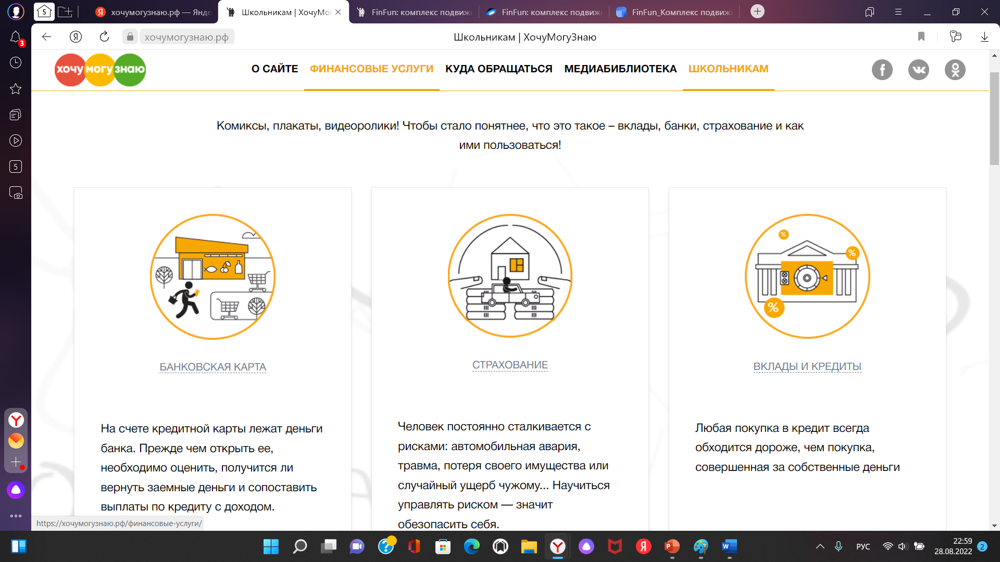 5
хочумогузнаю.рф — Янде
Школьникам | ХочуМог
FinFun: комплекс подвиж
FinFun: комплекс подвиж
FinFun_Комплекс подвиж
3
Я
хочумогузнаю.рф
Школьникам | ХочуМогуЗнаю
хочу могу знаю
О САЙТЕ
ФИНАНСОВЫЕ УСЛУГИ
КУДА ОБРАЩАТЬСЯ
МЕДИАБИБЛИОТЕКА
ШКОЛЬНИКАМ
Комиксы, плакаты, видеоролики! Чтобы стало понятнее, что это такое – вклады, банки, страхование и как
ими пользоваться!
5
% % %
БАНКОВСКАЯ КАРТА
СТРАХОВАНИЕ
ВКЛАДЫ И КРЕДИТЫ
На счете кредитной карты лежат деньги
банка. Прежде чем открыть ее,
необходимо оценить, получится ли
вернуть заемные деньги и сопоставить
выплаты по кредиту с доходом.
Человек постоянно сталкивается с
рисками: автомобильная авария,
травма, потеря своего имущества или
случайный ущерб чужому... Научиться
управлять риском — значит
обезопасить себя.
Любая покупка в кредит всегда
обходится дороже, чем покупка,
совершенная за собственные деньги
https://хочумогузнаю.рф/финансовые-услуги/
РУС
22:59
28.08.2022
2